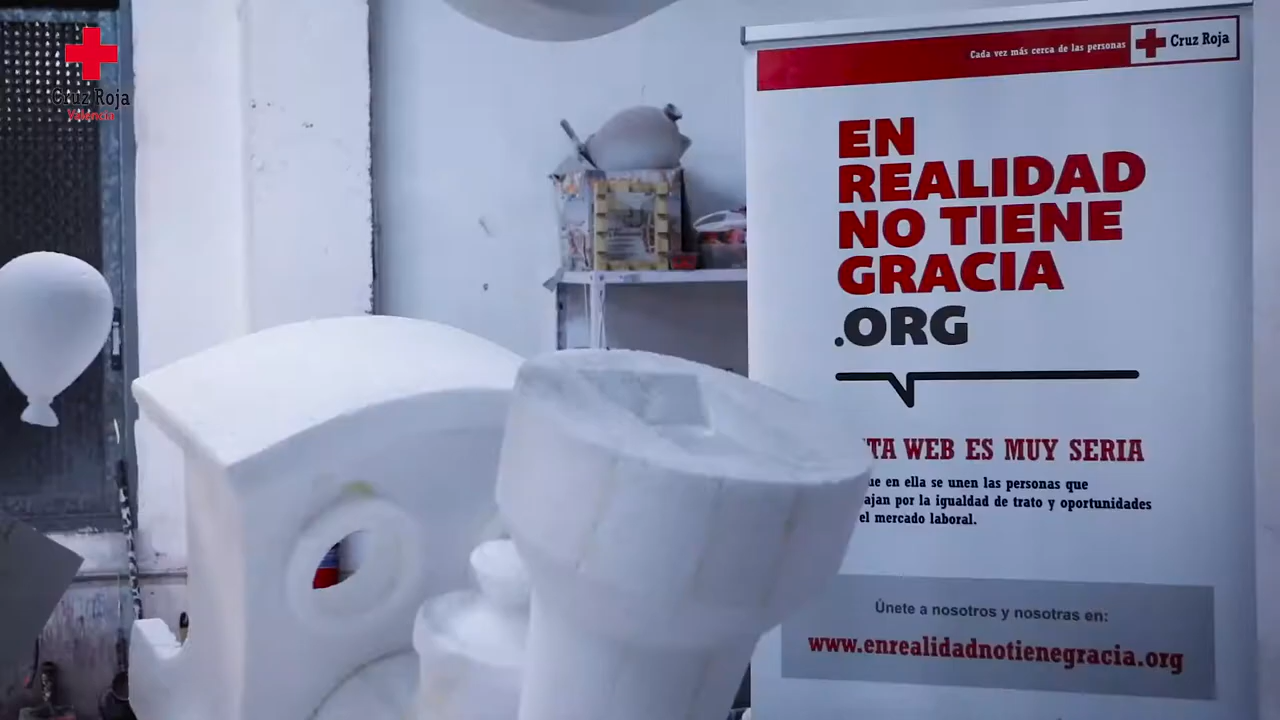 Cruz Roja
València
Cada vez más cerca de las personas
Cruz Roja
EN
REALIDAD
NO TIENE
GRACIA
.ORG
TA WEB ES MUY SERIA
ue en ella se unen las personas que
ajan por la igualdad de trato y oportunidades
el mercado laboral.
Únete a nosotros y nosotras en:
www.enrealidadnotienegracia.org